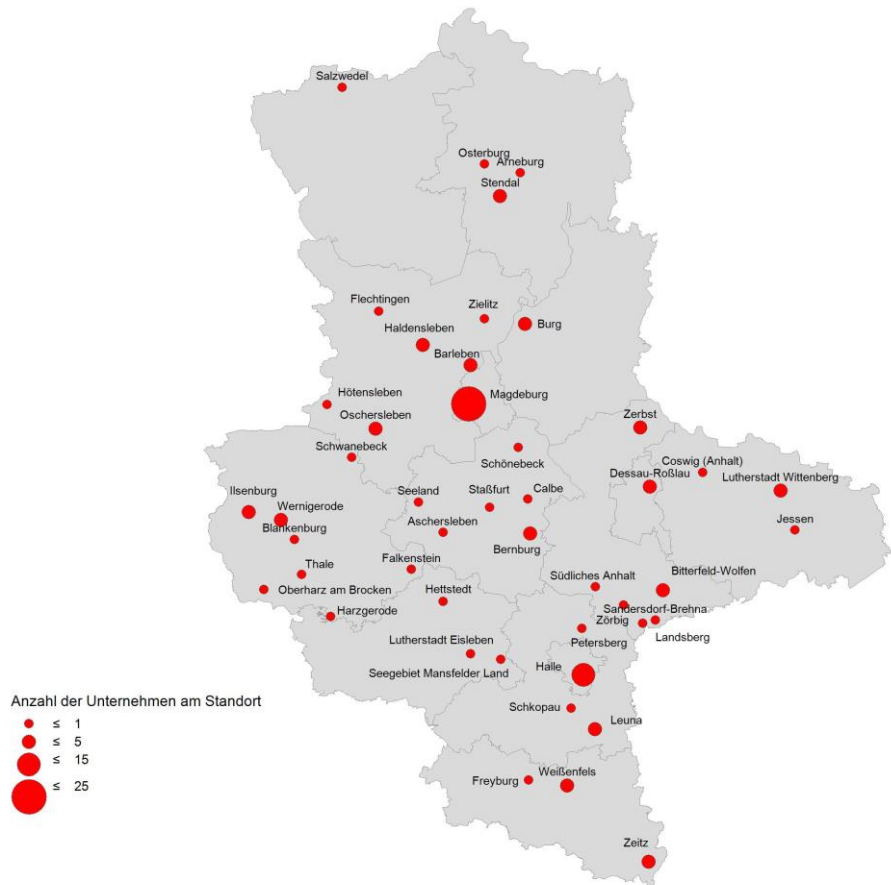 Salzwedel
Osterburg
Arneburg
Stendal
Flechtingen
Zielitz
Haldensleben
Burg
Barleben
Magdeburg
Hötensleben
Oschersleben
Zerbst
Schwanebeck
Schönebeck
Coswig (Anhalt)
Dessau-Roßlau
Lutherstadt Wittenberg
Ilsenburg
Wernigerode
Seeland
Staßfurt
Calbe
Blankenburg
Aschersleben
Jessen
Bernburg
Thale
Falkenstein
Südliches Anhalt
Bitterfeld-Wolfen
Oberharz am Brocken
Hettstedt
Harzgerode
Sandersdorf-Brehna
Zörbig
Landsberg
Petersberg
Lutherstadt Eisleben
Halle
Seegebiet Mansfelder Land
Schkopau
Leuna
Freyburg
Weißenfels
Zeitz
Anzahl der Unternehmen am Standort
≤ 1
≤ 5
≤ 15
≤ 25